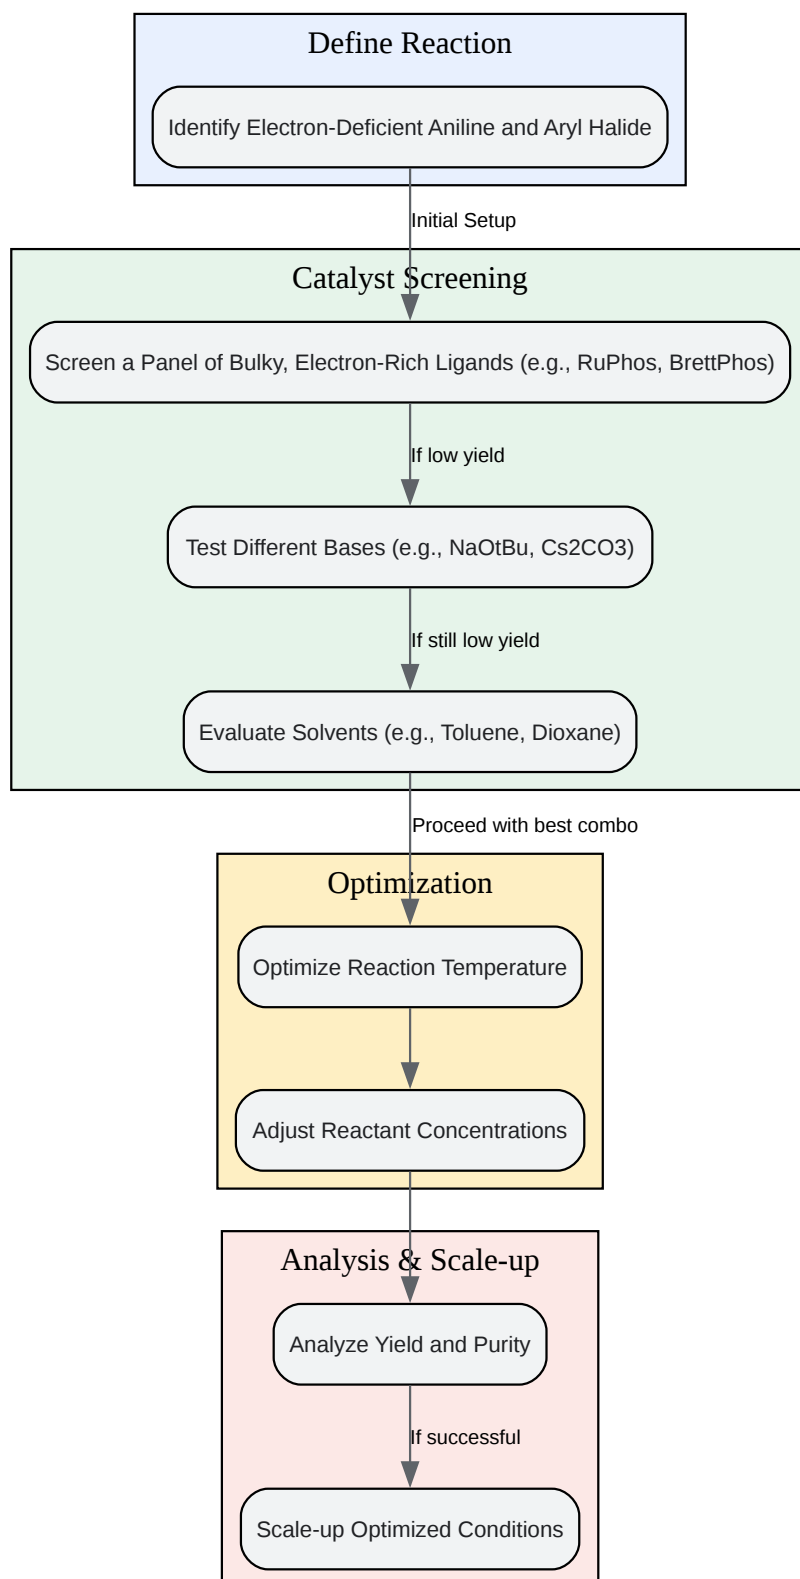 Define Reaction
Identify Electron-Deficient Aniline and Aryl Halide
Initial Setup
Catalyst Screening
Screen a Panel of Bulky, Electron-Rich Ligands (e.g., RuPhos, BrettPhos)
If low yield
Test Different Bases (e.g., NaOtBu, Cs2CO3)
If still low yield
Evaluate Solvents (e.g., Toluene, Dioxane)
Proceed with best combo
Optimization
Optimize Reaction Temperature
Adjust Reactant Concentrations
Analysis & Scale-up
Analyze Yield and Purity
If successful
Scale-up Optimized Conditions